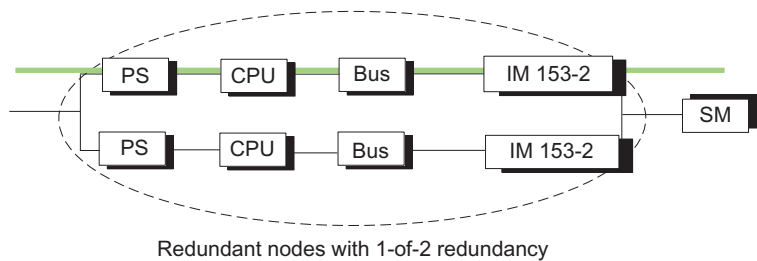 PS CPU Bus IM 153-2
SM
PS CPU Bus IM 153-2
Redundant nodes with 1-of-2 redundancy